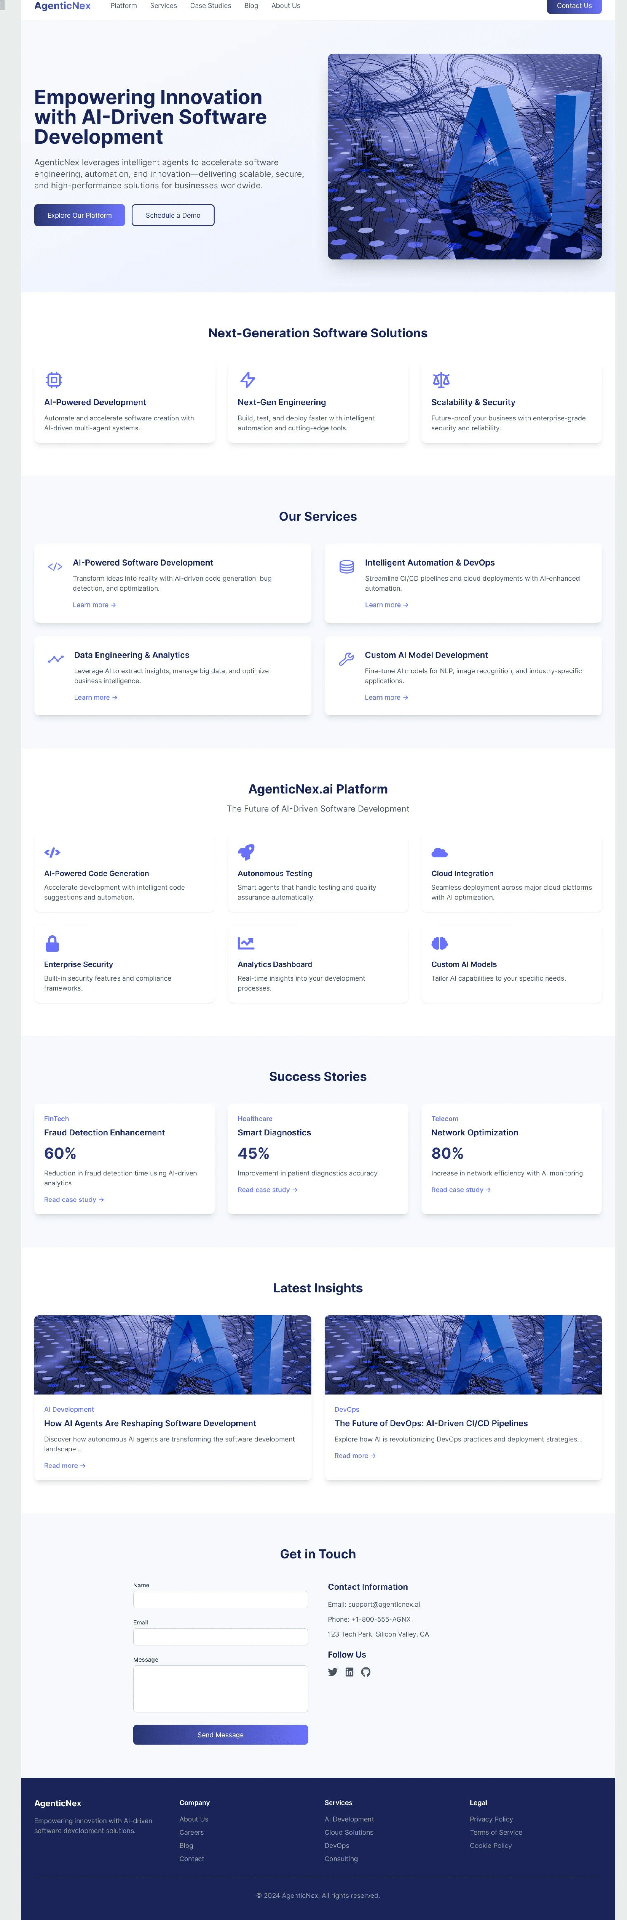 AgenticNex
Platform
Services
Case Studies
Blog
About Us
Contact Us
Empowering Innovation
with AI-Driven Software
Development
AgenticNex leverages intelligent agents to accelerate software
engineering, automation, and innovation—delivering scalable, secure,
and high-performance solutions for businesses worldwide.
Explore Our Platform
Schedule a Demo
Next-Generation Software Solutions
AI-Powered Development
Automate and accelerate software creation with
AI-driven multi-agent systems.
Next-Gen Engineering
Build, test, and deploy faster with intelligent
automation and cutting-edge tools.
Scalability & Security
Future-proof your business with enterprise-grade
security and reliability.
Our Services
AI-Powered Software Development
Transform ideas into reality with AI-driven code generation, bug
detection, and optimization.
Learn more →
Intelligent Automation & DevOps
Streamline CI/CD pipelines and cloud deployments with AI-enhanced
automation.
Learn more →
Data Engineering & Analytics
Leverage AI to extract insights, manage big data, and optimize
business intelligence.
Learn more →
Custom AI Model Development
Fine-tune AI models for NLP, image recognition, and industry-specific
applications.
Learn more →
AgenticNex.ai Platform
The Future of AI-Driven Software Development
AI-Powered Code Generation
Accelerate development with intelligent code
suggestions and automation.
Autonomous Testing
Smart agents that handle testing and quality
assurance automatically.
Cloud Integration
Seamless deployment across major cloud platforms
with AI optimization.
Enterprise Security
Built-in security features and compliance
frameworks.
Analytics Dashboard
Real-time insights into your development
processes.
Custom AI Models
Tailor AI capabilities to your specific needs.
Success Stories
FinTech
Fraud Detection Enhancement
60%
Reduction in fraud detection time using AI-driven
analytics
Read case study →
Healthcare
Smart Diagnostics
45%
Improvement in patient diagnostics accuracy
Read case study →
Telecom
Network Optimization
80%
Increase in network efficiency with AI monitoring
Read case study →
Latest Insights
AI Development
How AI Agents Are Reshaping Software Development
Discover how autonomous AI agents are transforming the software development
landscape...
Read more →
DevOps
The Future of DevOps: AI-Driven CI/CD Pipelines
Explore how AI is revolutionizing DevOps practices and deployment strategies...
Read more →
Get in Touch
Name
Email
Message
Send Message
Contact Information
Email: support@agenticnex.ai
Phone: +1-800-555-AGNX
123 Tech Park, Silicon Valley, CA
Follow Us
AgenticNex
Empowering Innovation with AI-driven
software development solutions.
Company
About Us
Careers
Blog
Contact
Services
AI Development
Cloud Solutions
DevOps
Consulting
Legal
Privacy Policy
Terms of Service
Cookie Policy
© 2024 AgenticNex. All rights reserved.